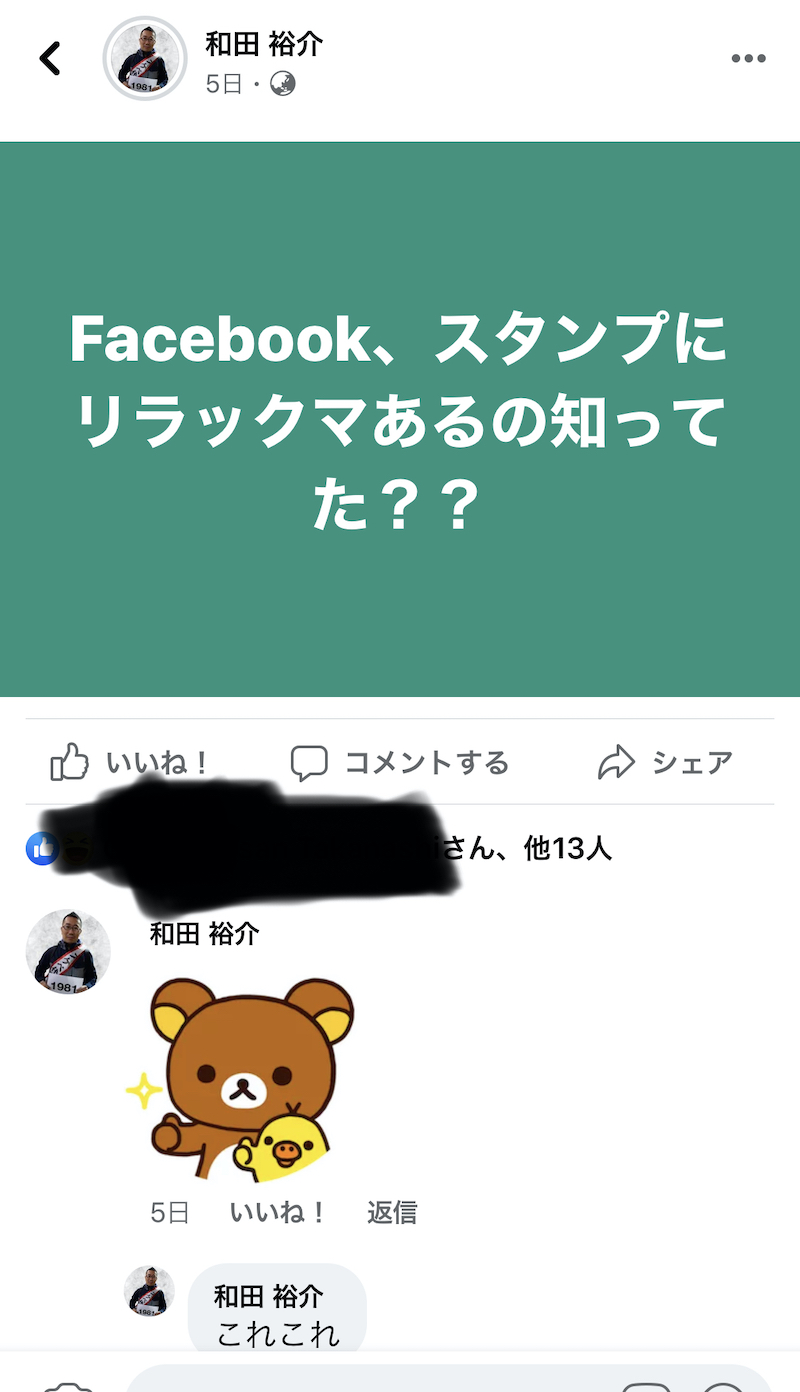 和田 裕介
5日
Facebook、スタンプに
リラックマあるの知って
た？？
いいね！ コメントする シェア
さん、他13人
和田 裕介
5日 いいね！ 返信
和田 裕介
これこれ